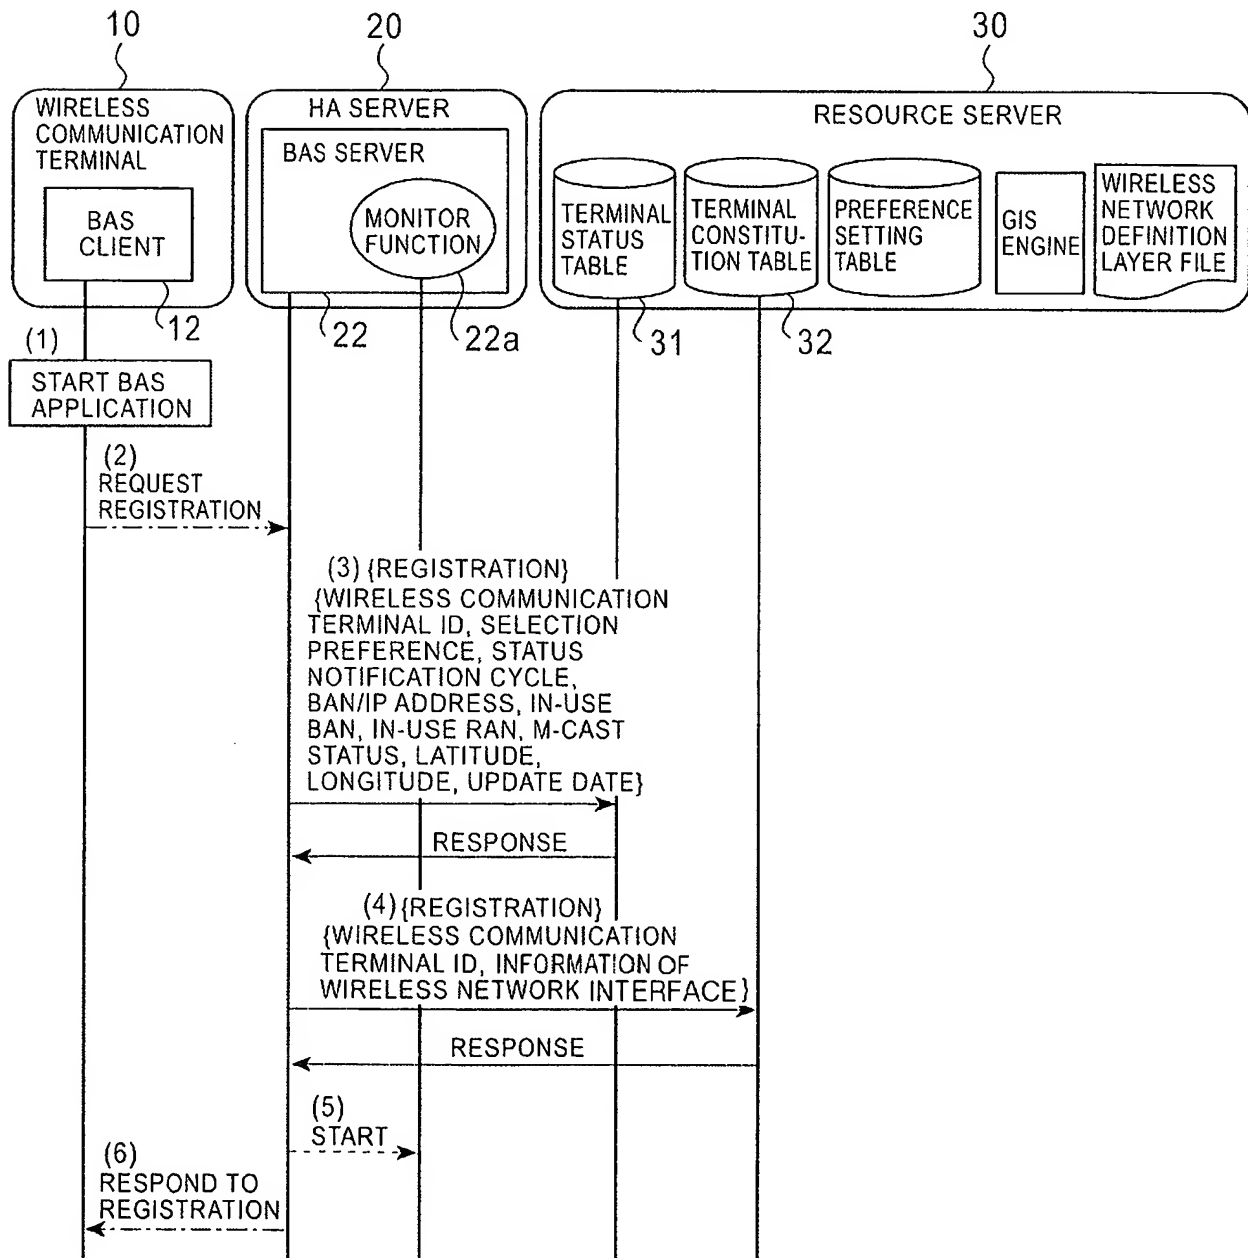 10
20
30
WIRELESS
COMMUNICATION
TERMINAL
BAS
CLIENT
12
HA SERVER
BAS SERVER
MONITOR
FUNCTION
22
22a
RESOURCE SERVER
TERMINAL
STATUS
TABLE
31
TERMINAL
CONSTITU-
TION TABLE
32
PREFERENCE
SETTING
TABLE
GIS
ENGINE
WIRELESS
NETWORK
DEFINITION
LAYER FILE
(1)
START BAS
APPLICATION
(2)
REQUEST
REGISTRATION
(3) {REGISTRATION}
{WIRELESS COMMUNICATION
TERMINAL ID, SELECTION
PREFERENCE, STATUS
NOTIFICATION CYCLE,
BAN/IP ADDRESS, IN-USE
BAN, IN-USE RAN, M-CAST
STATUS, LATITUDE,
LONGITUDE, UPDATE DATE}
RESPONSE
(4) {REGISTRATION}
{WIRELESS COMMUNICATION
TERMINAL ID, INFORMATION OF
WIRELESS NETWORK INTERFACE}
RESPONSE
(5)
START
(6)
RESPOND TO
REGISTRATION